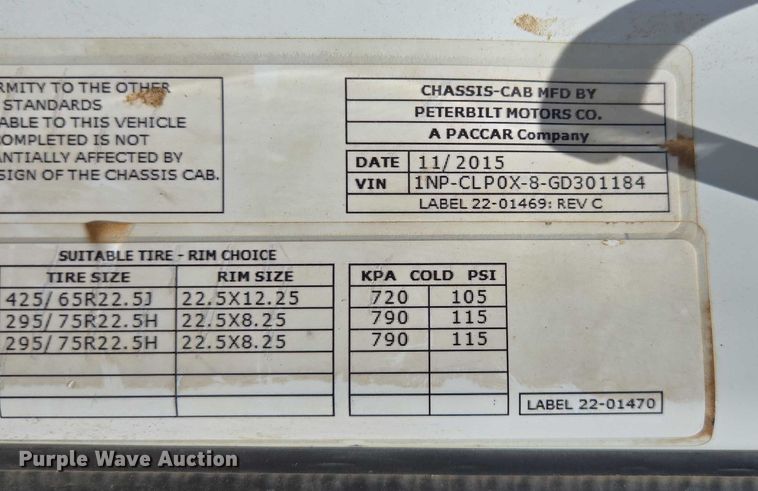 RMITY TO THE OTHER
STANDARDS
ABLE TO THIS VEHICLE
OMPLETED IS NOT
ANTIALLY AFFECTED BY
SIGN OF THE CHASSIS CAB.
CHASSIS-CAB MFD BY
PETERBILT MOTORS CO.
A PACCAR Company
DATE 11/2015
VIN 1NP-CLP0X-8-GD301184
LABEL 22-01469: REV C
SUITABLE TIRE - RIM CHOICE
TIRE SIZE RIM SIZE KPA COLD PSI
425/65R22.5J 22.5X12.25 720 105
295/75R22.5H 22.5X8.25 790 115
295/75R22.5H 22.5X8.25 790 115
LABEL 22-01470
Purple Wave Auction